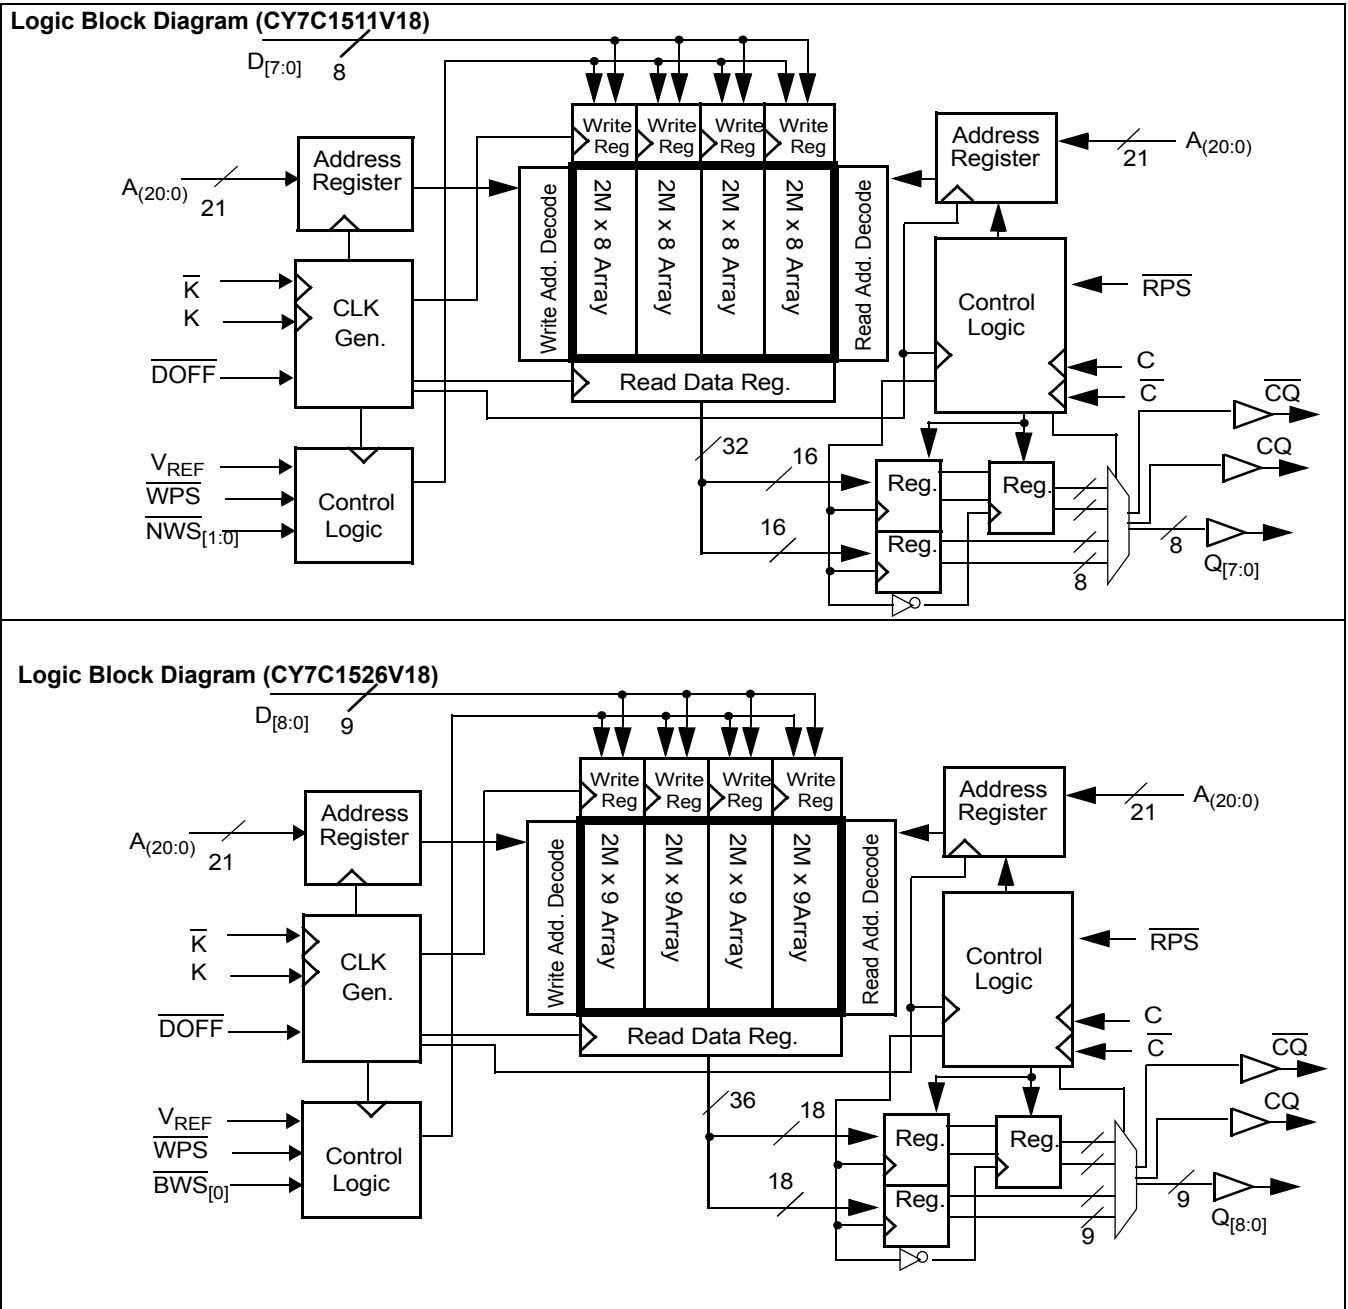 Logic Block Diagram (CY7C1511V18)
D[7:0]
8
Write Reg
Write Reg
Write Reg
Write Reg
Address Register
A(20:0)
21
Address Register
A(20:0)
21
Write Add. Decode
2M x 8 Array
2M x 8 Array
2M x 8 Array
2M x 8 Array
Read Add. Decode
K
K
CLK Gen.
DOFF
Control Logic
RPS
C
C
Read Data Reg.
CQ
CQ
32
16
VREF
WPS
NWS[1:0]
Control Logic
Reg.
Reg.
16
Reg.
8
8
Q[7:0]
Logic Block Diagram (CY7C1526V18)
D[8:0]
9
Write Reg
Write Reg
Write Reg
Write Reg
Address Register
A(20:0)
21
Address Register
A(20:0)
21
Write Add. Decode
2M x 9 Array
2M x 9Array
2M x 9 Array
2M x 9Array
Read Add. Decode
K
K
CLK Gen.
DOFF
Control Logic
RPS
C
C
Read Data Reg.
CQ
CQ
36
18
VREF
WPS
BWS[0]
Control Logic
Reg.
Reg.
18
Reg.
9
9
Q[8:0]